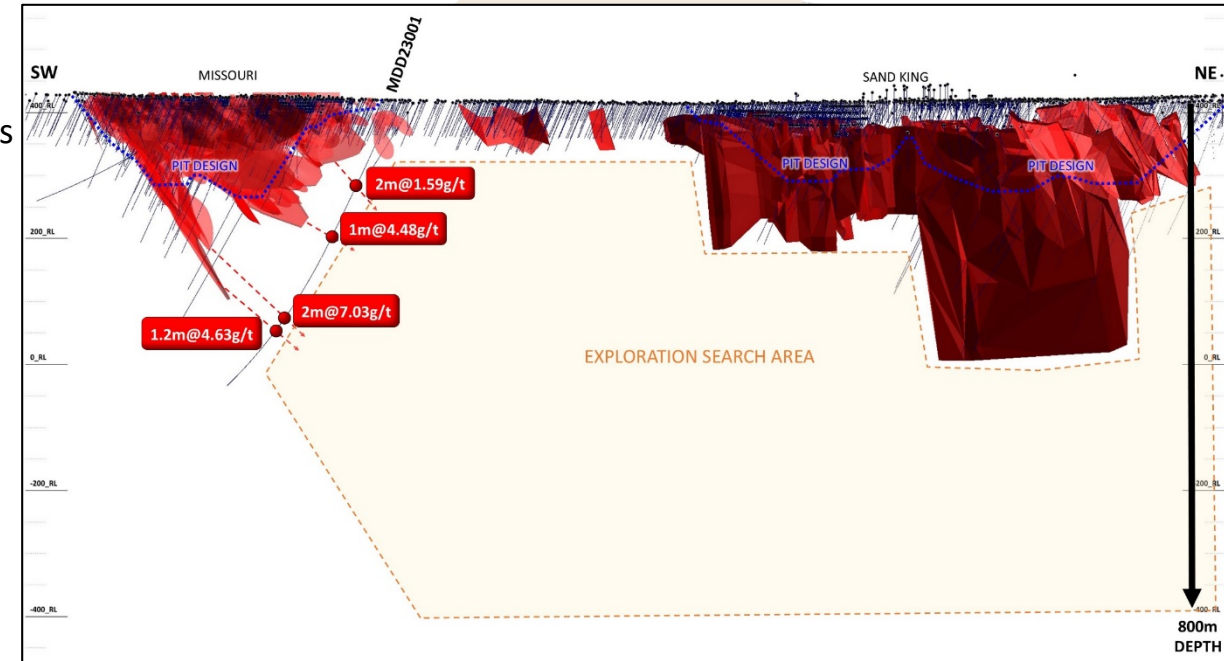 SW
MISSOURI
MDD23001
SAND KING
NE
400_RL
400_RL
S
PIT DESIGN
PIT DESIGN
PIT DESIGN
2m@1.59g/t
1m@4.48g/t
200_RL
200_RL
2m@7.03g/t
1.2m@4.63g/t
EXPLORATION SEARCH AREA
0_RL
0_RL
-200_RL
-200_RL
-400_RL
-400_RL
800m
DEPTH